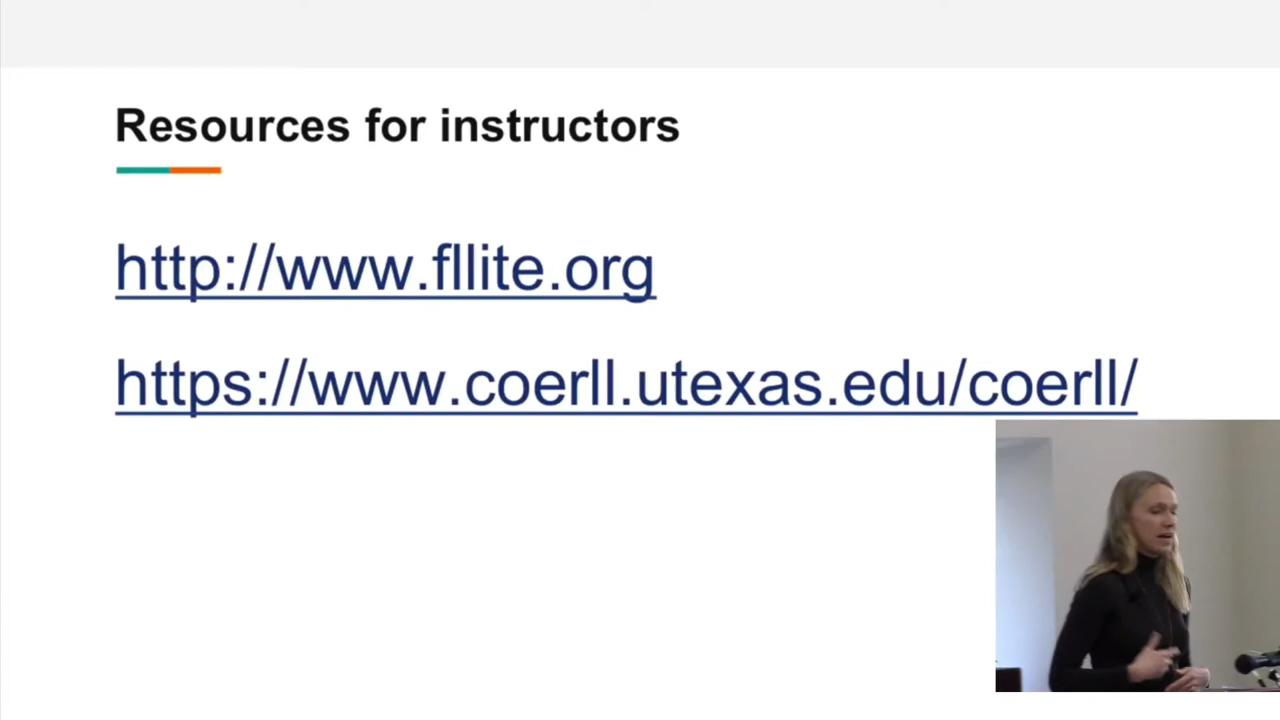 Resources for instructors
http://www.fllite.org
https://www.coerll.utexas.edu/coerll/